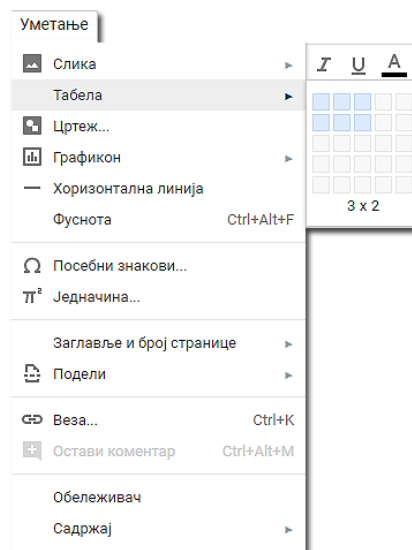 Уметање
Слика
Табела
Цртеж...
Графикон
Хоризонтална линија
Фуснота Ctrl+Alt+F
Посебни знакови...
Једначина...
Заглавље и број странице
Подели
Веза... Ctrl+K
Остави коментар Ctrl+Alt+M
Обележивач
Садржај
I U A
3 x 2